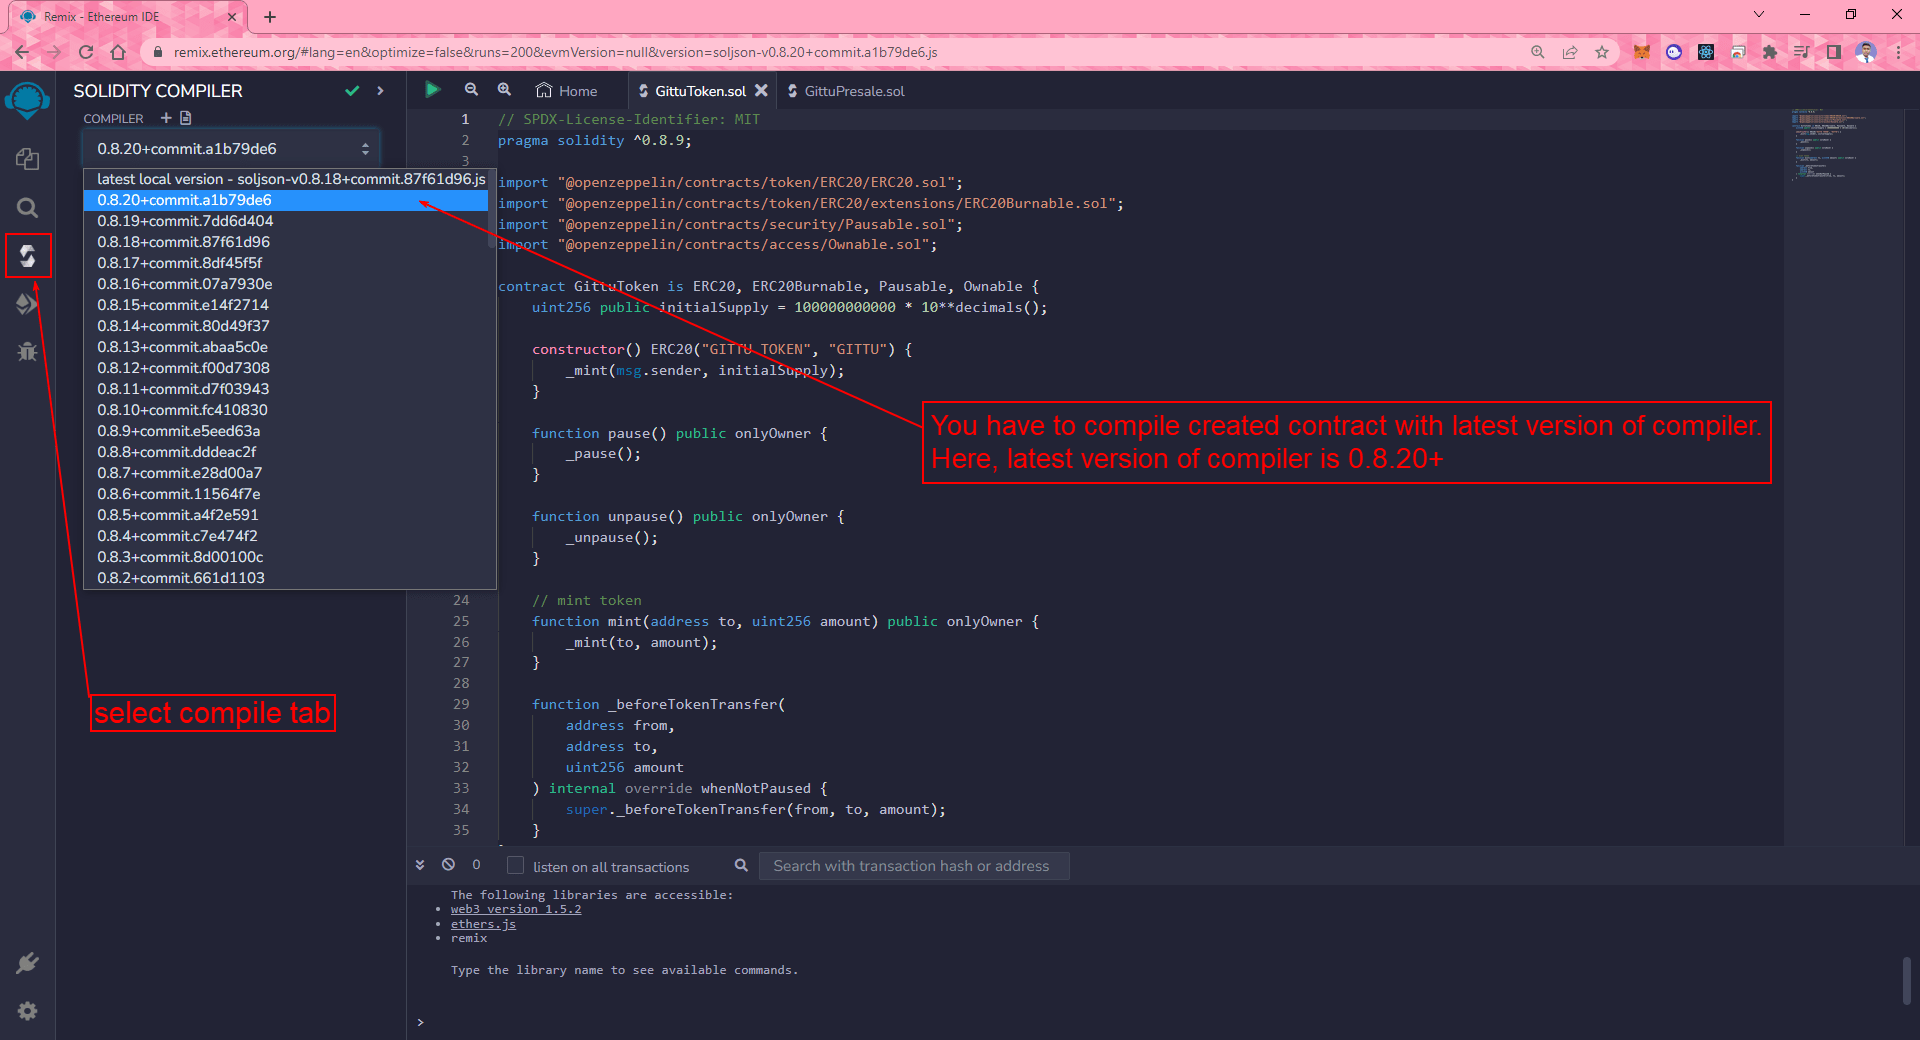 Remix - Ethereum IDE
remix.ethereum.org/#lang=en&optimize=false&runs=200&evmVersion=null&version=soljson-v0.8.20+commit.a1b79de6.js
SOLIDITY COMPILER
COMPILER
0.8.20+commit.a1b79de6
latest local version - soljson-v0.8.18+commit.87f61d96.js
0.8.20+commit.a1b79de6
0.8.19+commit.7dd6d404
0.8.18+commit.87f61d96
0.8.17+commit.8df45f5f
0.8.16+commit.07a7930e
0.8.15+commit.e14f2714
0.8.14+commit.80d49f37
0.8.13+commit.abaa5c0e
0.8.12+commit.f00d7308
0.8.11+commit.d7f03943
0.8.10+commit.fc410830
0.8.9+commit.e5eed63a
0.8.8+commit.dddeac2f
0.8.7+commit.e28d00a7
0.8.6+commit.11564f7e
0.8.5+commit.a4f2e591
0.8.4+commit.c7e474f2
0.8.3+commit.8d00100c
0.8.2+commit.661d1103
select compile tab
Home
GittuToken.sol
GittuPresale.sol
1 // SPDX-License-Identifier: MIT
2 pragma solidity ^0.8.9;
3
import "@openzeppelin/contracts/token/ERC20/ERC20.sol";
import "@openzeppelin/contracts/token/ERC20/extensions/ERC20Burnable.sol";
import "@openzeppelin/contracts/security/Pausable.sol";
import "@openzeppelin/contracts/access/Ownable.sol";
contract GittuToken is ERC20, ERC20Burnable, Pausable, Ownable {
uint256 public initialSupply = 100000000000 * 10**decimals();
constructor() ERC20("GITTU TOKEN", "GITTU") {
_mint(msg.sender, initialSupply);
}
function pause() public onlyOwner {
_pause();
}
function unpause() public onlyOwner {
_unpause();
}
24 // mint token
25 function mint(address to, uint256 amount) public onlyOwner {
26 _mint(to, amount);
27 }
28
29 function _beforeTokenTransfer(
30 address from,
31 address to,
32 uint256 amount
33 ) internal override whenNotPaused {
34 super._beforeTokenTransfer(from, to, amount);
35 }
You have to compile created contract with latest version of compiler.
Here, latest version of compiler is 0.8.20+
0
listen on all transactions
Search with transaction hash or address
The following libraries are accessible:
• web3 version 1.5.2
• ethers.js
• remix
Type the library name to see available commands.
>